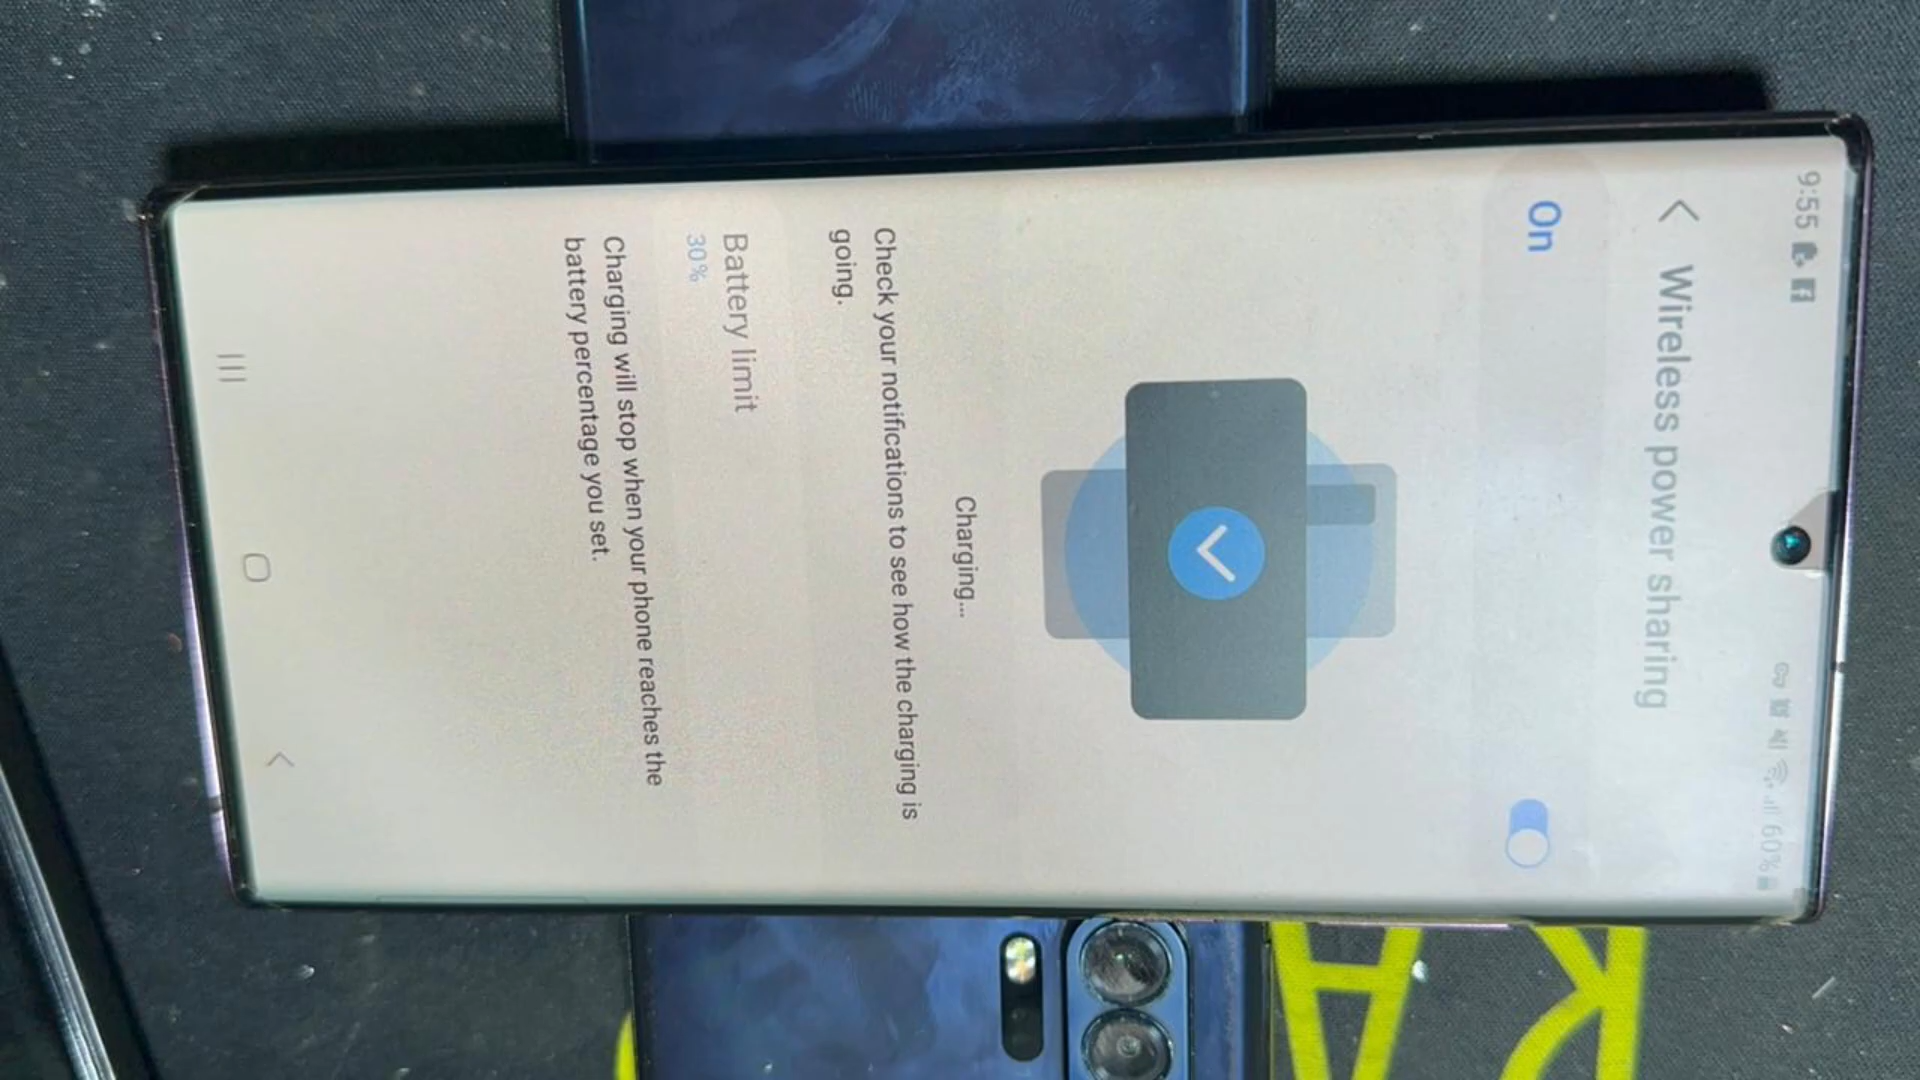 9:55
60%
Wireless power sharing
On
Charging...
Check your notifications to see how the charging is
going.
Battery limit
30%
Charging will stop when your phone reaches the
battery percentage you set.